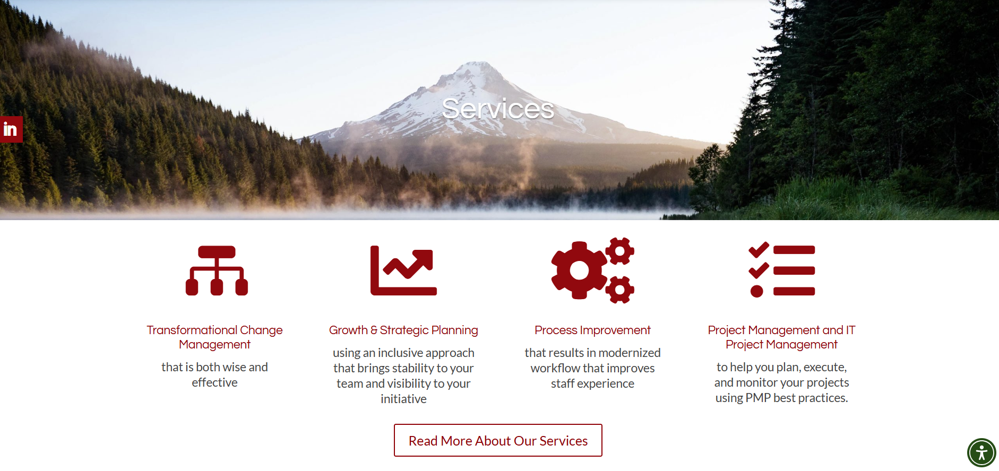 Services
in
Transformational Change
Management
that is both wise and
effective
Growth & Strategic Planning
using an inclusive approach
that brings stability to your
team and visibility to your
initiative
Process Improvement
that results in modernized
workflow that improves
staff experience
Project Management and IT
Project Management
to help you plan, execute,
and monitor your projects
using PMP best practices.
Read More About Our Services